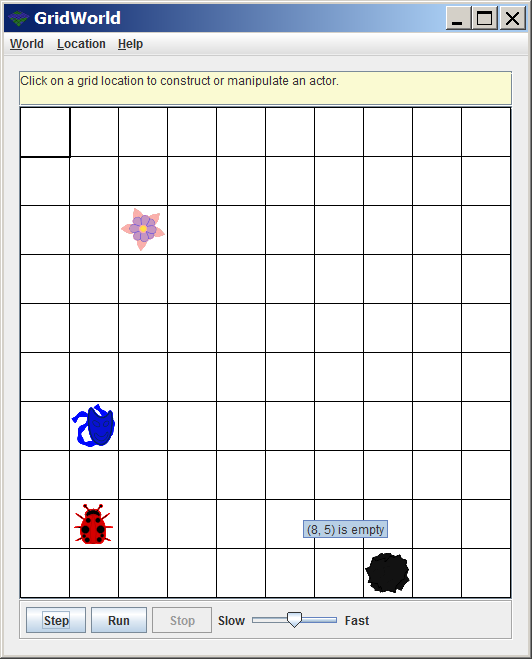 GridWorld
World Location Help
Click on a grid location to construct or manipulate an actor.
(8, 5) is empty
Step Run Stop Slow Fast